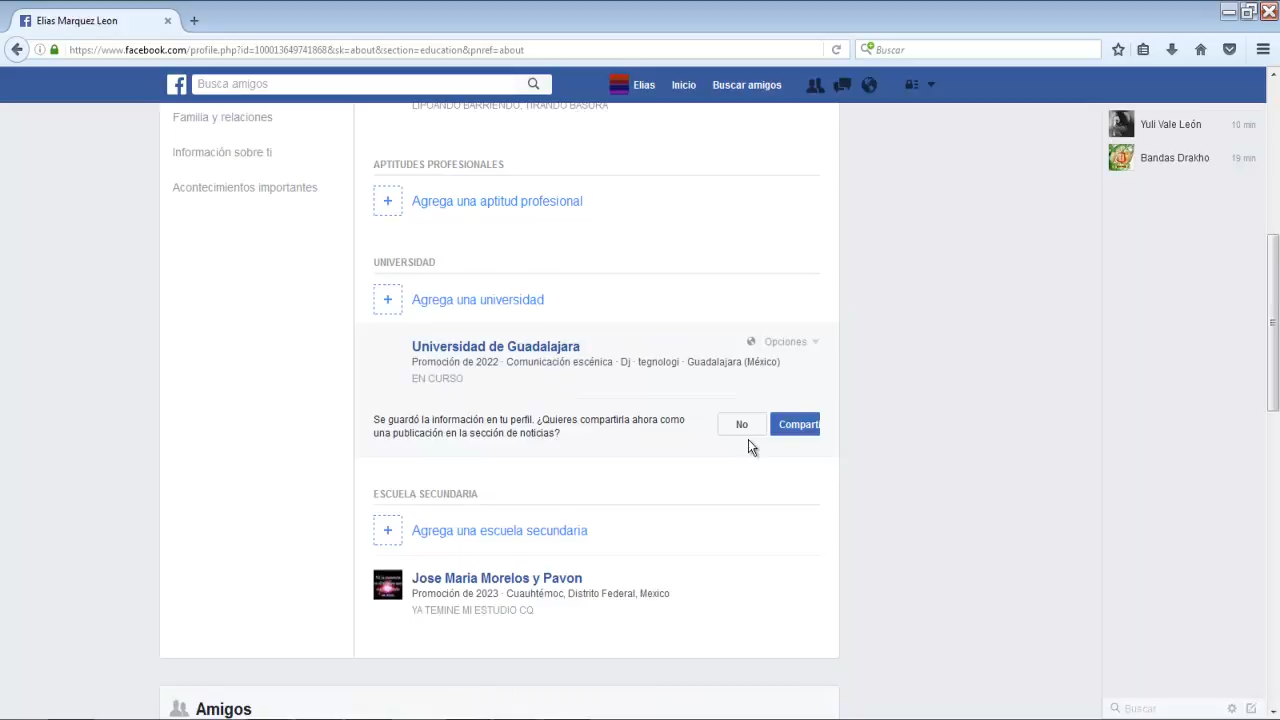 Elias Marquez Leon
https://www.facebook.com/profile.php?id=100013649741868&sk=about&section=education&pnref=about
Buscar
Busca amigos
Elias
Inicio
Buscar amigos
LIPOANDO BARRIENDO, TIRANDO BASURA
Familia y relaciones
Información sobre ti
Acontecimientos importantes
APTITUDES PROFESIONALES
+ Agrega una aptitud profesional
UNIVERSIDAD
+ Agrega una universidad
Universidad de Guadalajara
Opciones
Promoción de 2022 · Comunicación escénica · Dj · tegnologi · Guadalajara (México)
EN CURSO
Se guardó la información en tu perfil. ¿Quieres compartirla ahora como
una publicación en la sección de noticias?
No
Comparti
ESCUELA SECUNDARIA
+ Agrega una escuela secundaria
Jose Maria Morelos y Pavon
Promoción de 2023 · Cuauhtémoc, Distrito Federal, Mexico
YA TEMINE MI ESTUDIO CQ
Amigos
Yuli Vale León 10 min
Bandas Drakho 19 min
Buscar